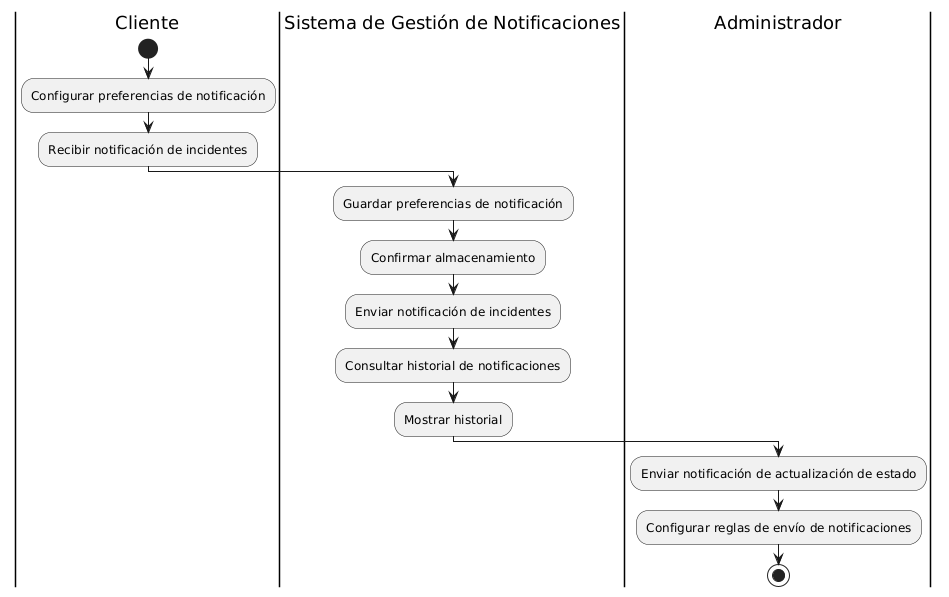 Cliente
Sistema de Gestión de Notificaciones
Administrador
Configurar preferencias de notificación
Recibir notificación de incidentes
Guardar preferencias de notificación
Confirmar almacenamiento
Enviar notificación de incidentes
Consultar historial de notificaciones
Mostrar historial
Enviar notificación de actualización de estado
Configurar reglas de envío de notificaciones